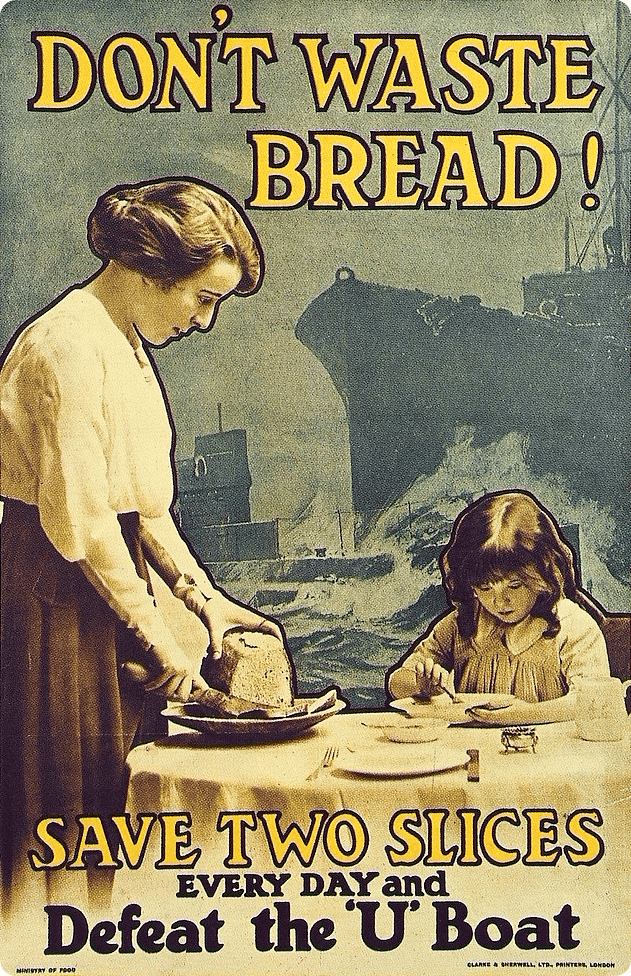 DON'T WASTE
BREAD!
SAVE TWO SLICES
EVERY DAY and
Defeat the 'U' Boat
MINISTRY OF FOOD
CLARKE & SHERWELL, LTD., PRINTERS, LONDON